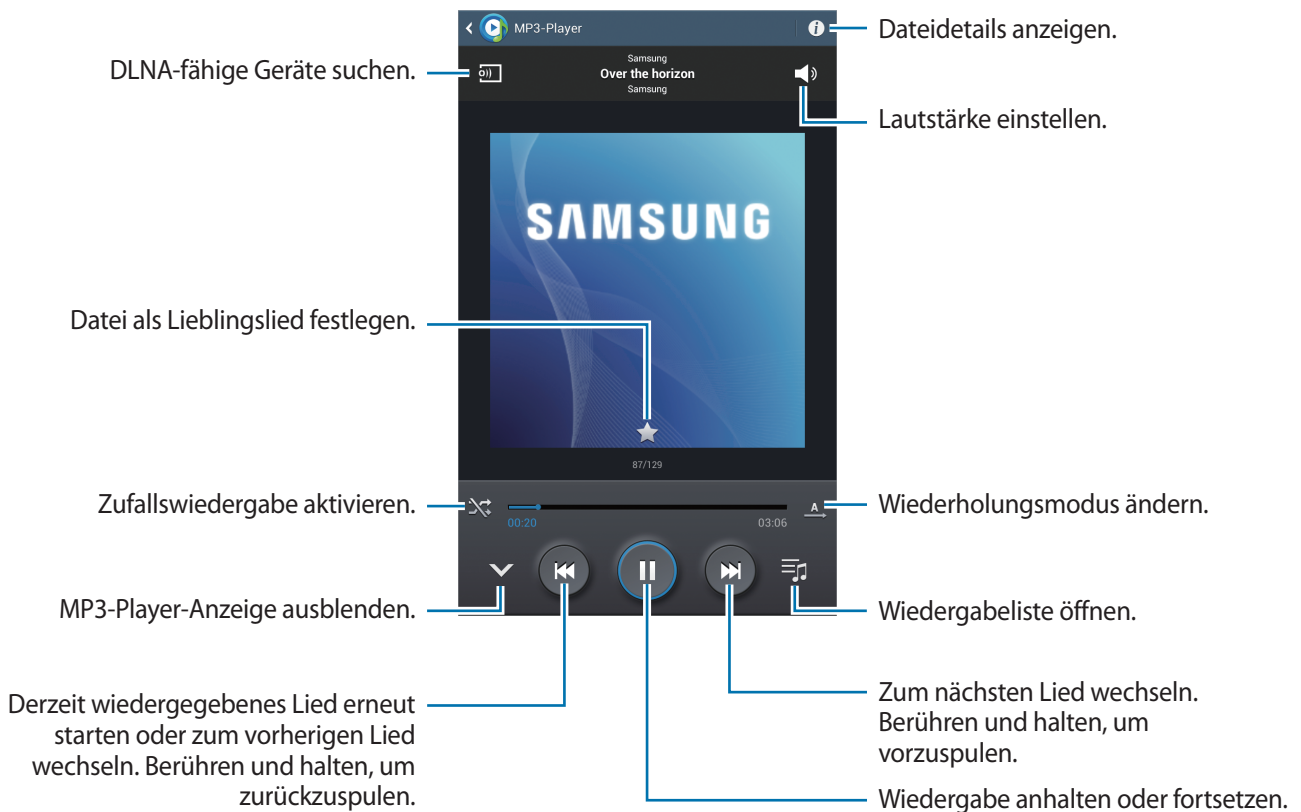 MP3-Player
Dateidetails anzeigen.
DLNA-fähige Geräte suchen.
Samsung
Over the horizon
Samsung
Lautstärke einstellen.
SAMSUNG
Datei als Lieblingslied festlegen.
87/129
Zufallswiedergabe aktivieren.
A
Wiederholungsmodus ändern.
00:20
03:06
MP3-Player-Anzeige ausblenden.
Wiedergabeliste öffnen.
Derzeit wiedergegebenes Lied erneut
starten oder zum vorherigen Lied
wechseln. Berühren und halten, um
zurückzuspulen.
Zum nächsten Lied wechseln.
Berühren und halten, um
vorzuspulen.
Wiedergabe anhalten oder fortsetzen.